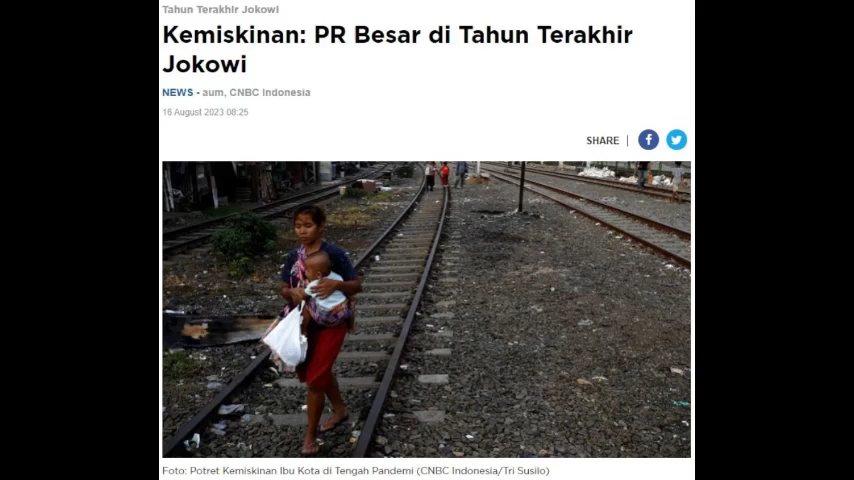 Tahun Terakhir Jokowi
Kemiskinan: PR Besar di Tahun Terakhir
Jokowi
NEWS - aum, CNBC Indonesia
16 August 2023 08:25
SHARE |
Foto: Potret Kemiskinan Ibu Kota di Tengah Pandemi (CNBC Indonesia/Tri Susilo)